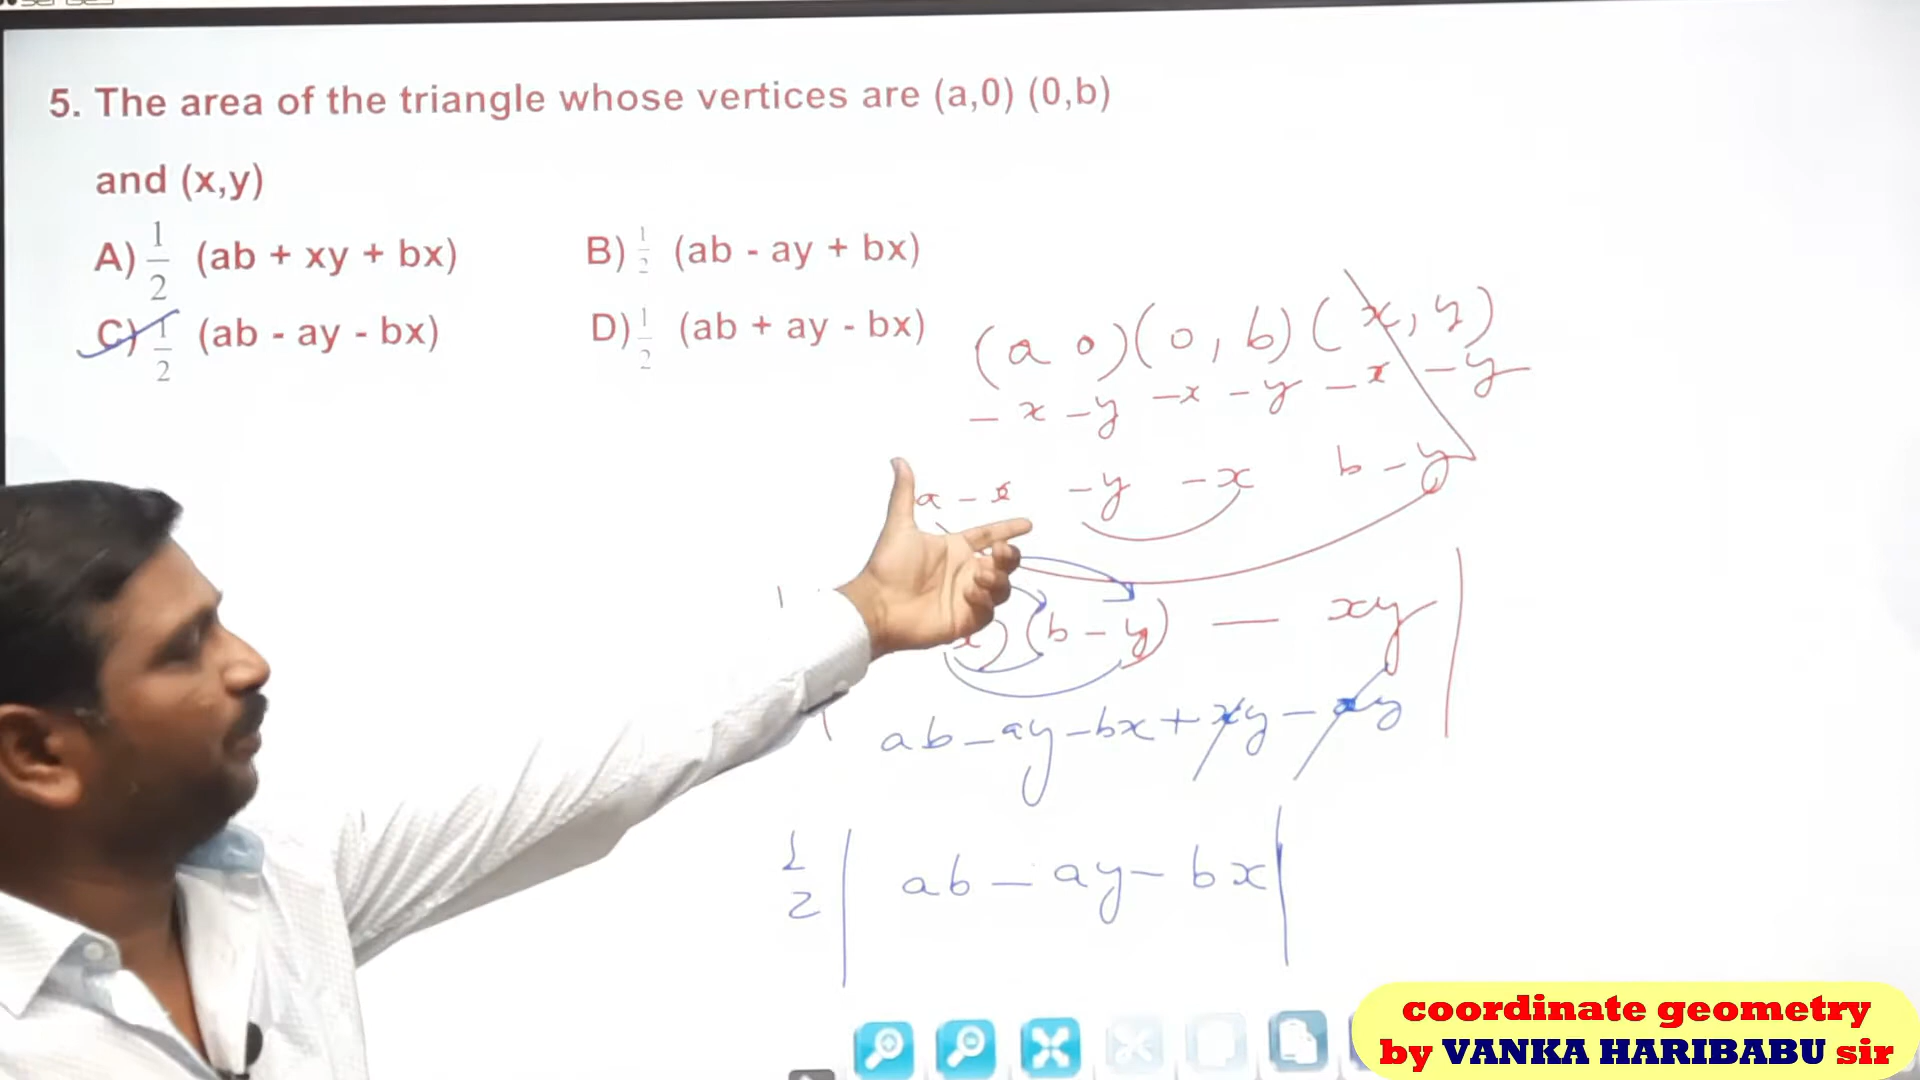 5. The area of the triangle whose vertices are (a,0) (0,b)
and (x,y)
A) 1/2 (ab + xy + bx) B) 1/2 (ab - ay + bx)
C) 1/2 (ab - ay - bx) D) 1/2 (ab + ay - bx)
(a 0) (0, b) (x, y)
-x -y -x -y -x -y
a - x -y -x b - y
x) (b - y) — xy
ab - ay - bx + xy - xy
1/2 | ab - ay - bx |
coordinate geometry
by VANKA HARIBABU sir